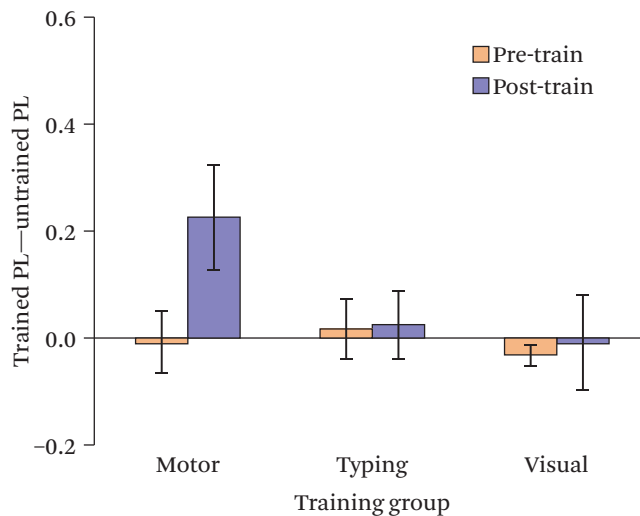 0.6
0.4
0.2
0.0
−0.2
Trained PL—untrained PL
Pre-train
Post-train
Motor Typing Visual
Training group